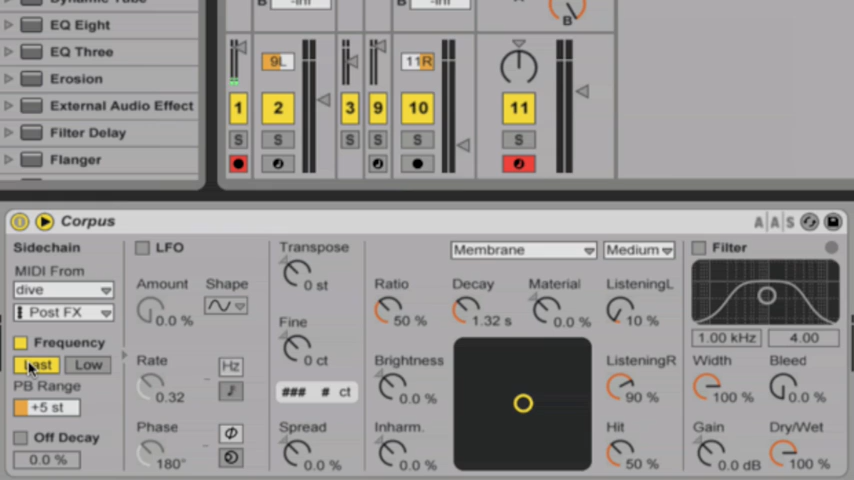 Dynamic Tube
EQ Eight
EQ Three
Erosion
External Audio Effect
Filter Delay
Flanger
B -inf B -inf B
9L 11R
1 2 3 9 10 11
S S S S S S
Corpus AAS
Sidechain
MIDI From
dive
Post FX
Frequency
Last Low
PB Range
+5 st
Off Decay
0.0 %
LFO
Amount Shape
0.0 %
Rate Hz
0.32
Phase
180°
Transpose
0 st
Fine
0 ct
### # ct
Spread
0.0 %
Membrane Medium
Ratio Decay Material ListeningL
50 % 1.32 s 0.0 % 10 %
Brightness ListeningR
0.0 % 90 %
Inharm. Hit
0.0 % 50 %
Filter
1.00 kHz 4.00
Width Bleed
100 % 0.0 %
Gain Dry/Wet
0.0 dB 100 %